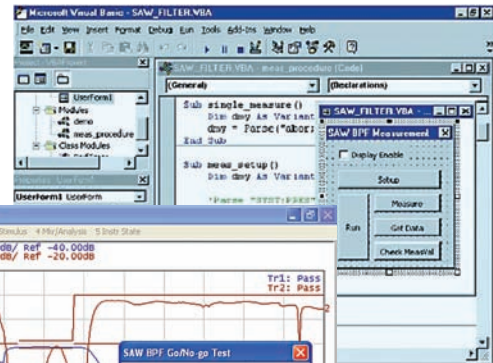 Microsoft Visual Basic - SAW_FILTER.VBA
File Edit View Insert Format Debug Run Tools Add-Ins Window Help
SAW_FILTER.VBA - meas_procedure (Code)
(General)
(Declarations)
UserForm1
Modules
demo
meas_procedure
Class Modules
UserForm1 UserForm
Sub single_measure()
Dim dmy As Variant
dmy = Parse(":abor;
End Sub
Sub meas_setup()
Dim dmy As Variant
SAW_FILTER.VBA - ...
SAW BPF Measurement
Display Enable
Setup
Run
Measure
Get Data
Check MeasVal
Stimulus 4 Mkr/Analysis 5 Instr State
dB/ Ref -40.00dB
dB/ Ref -20.00dB
Tr1: Pass
Tr2: Pass
2
SAW BPF Go/No-go Test